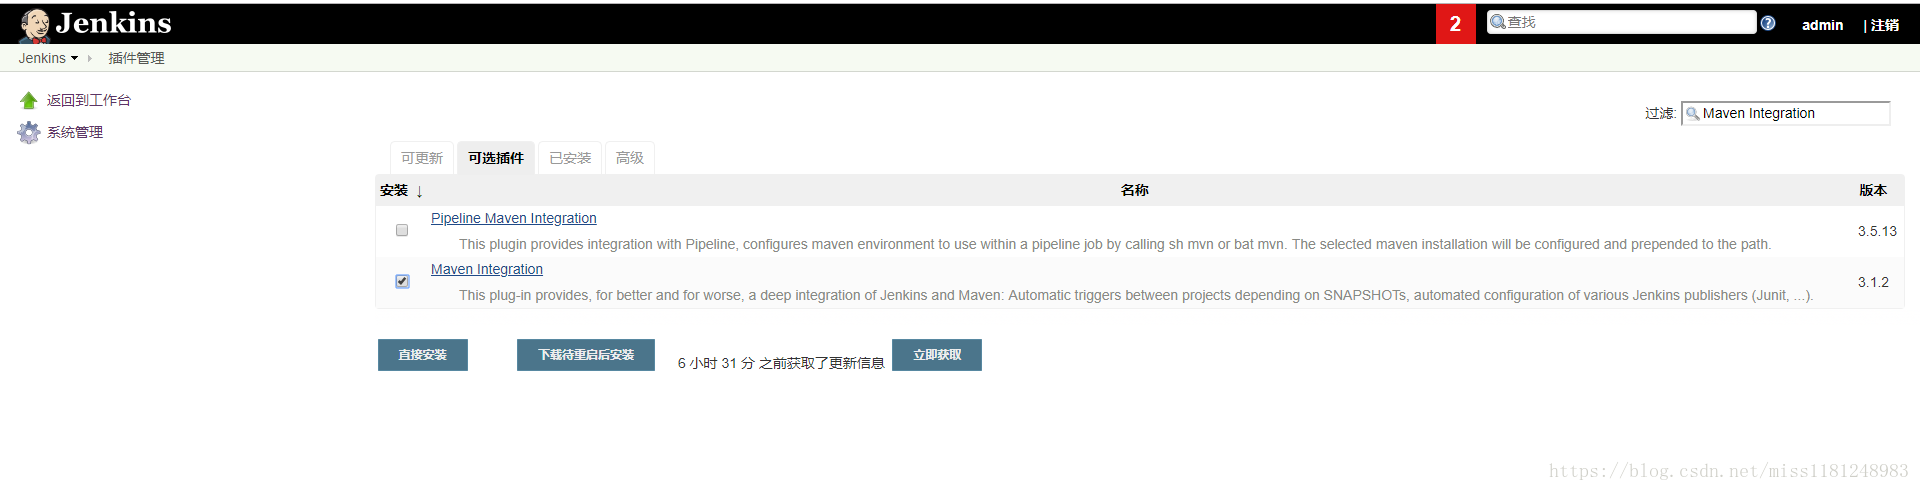 Jenkins
2
查找
admin
| 注销
Jenkins
插件管理
返回到工作台
系统管理
过滤: Maven Integration
可更新
可选插件
已安装
高级
安装 ↓
名称
版本
Pipeline Maven Integration
This plugin provides integration with Pipeline, configures maven environment to use within a pipeline job by calling sh mvn or bat mvn. The selected maven installation will be configured and prepended to the path.
3.5.13
Maven Integration
This plug-in provides, for better and for worse, a deep integration of Jenkins and Maven: Automatic triggers between projects depending on SNAPSHOTs, automated configuration of various Jenkins publishers (Junit, ...).
3.1.2
直接安装
下载待重启后安装
6 小时 31 分 之前获取了更新信息
立即获取
https://blog.csdn.net/miss1181248983